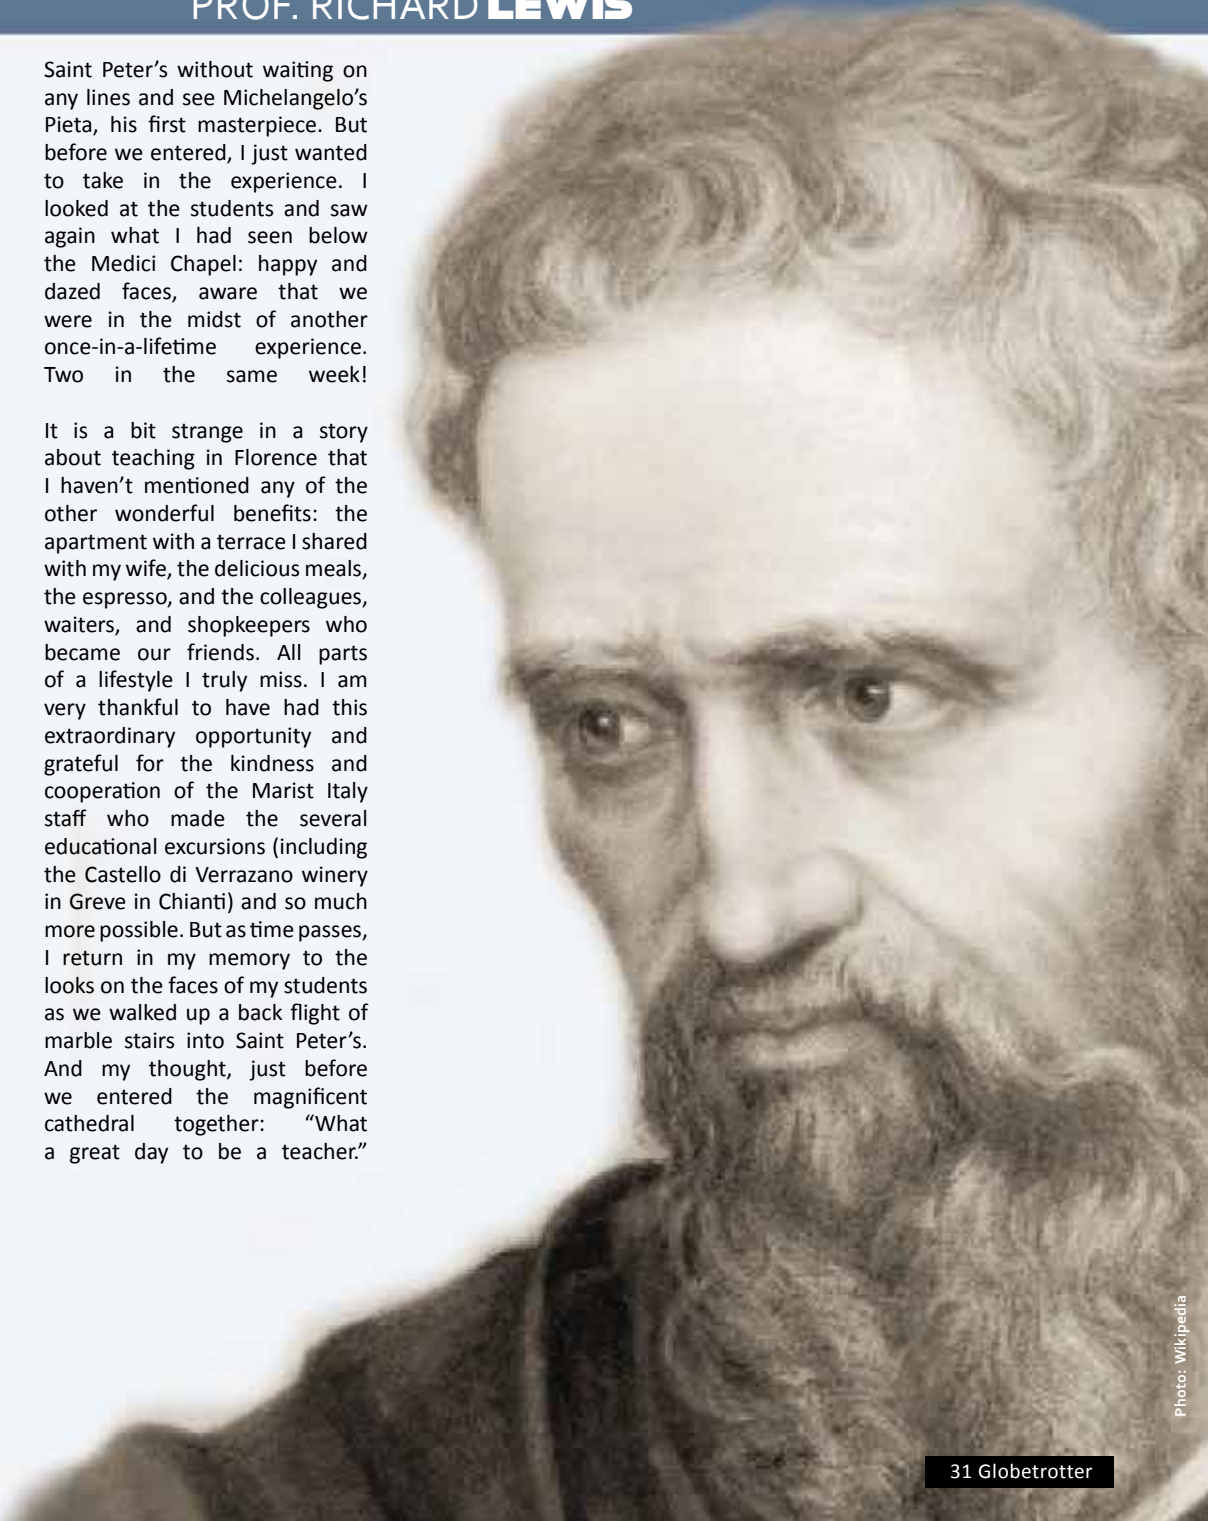 PROF. RICHARD LEWIS
Saint Peter’s without waiting on
any lines and see Michelangelo’s
Pieta, his first masterpiece. But
before we entered, I just wanted
to take in the experience. I
looked at the students and saw
again what I had seen below
the Medici Chapel: happy and
dazed faces, aware that we
were in the midst of another
once-in-a-lifetime experience.
Two in the same week!
It is a bit strange in a story
about teaching in Florence that
I haven’t mentioned any of the
other wonderful benefits: the
apartment with a terrace I shared
with my wife, the delicious meals,
the espresso, and the colleagues,
waiters, and shopkeepers who
became our friends. All parts
of a lifestyle I truly miss. I am
very thankful to have had this
extraordinary opportunity and
grateful for the kindness and
cooperation of the Marist Italy
staff who made the several
educational excursions (including
the Castello di Verrazano winery
in Greve in Chianti) and so much
more possible. But as time passes,
I return in my memory to the
looks on the faces of my students
as we walked up a back flight of
marble stairs into Saint Peter’s.
And my thought, just before
we entered the magnificent
cathedral together: “What
a great day to be a teacher.”
Photo: Wikipedia
31 Globetrotter